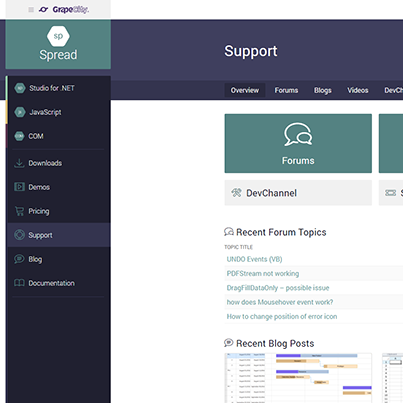 GrapeCity
sp
Spread
Studio for .NET
JavaScript
COM
Downloads
Demos
Pricing
Support
Blog
Documentation
Support
Overview Forums Blogs Videos DevCh
Forums
DevChannel
Recent Forum Topics
TOPIC TITLE
UNDO Events (VB)
PDFStream not working
DragFillDataOnly – possible issue
how does Mousehover event work?
How to change position of error icon
Recent Blog Posts